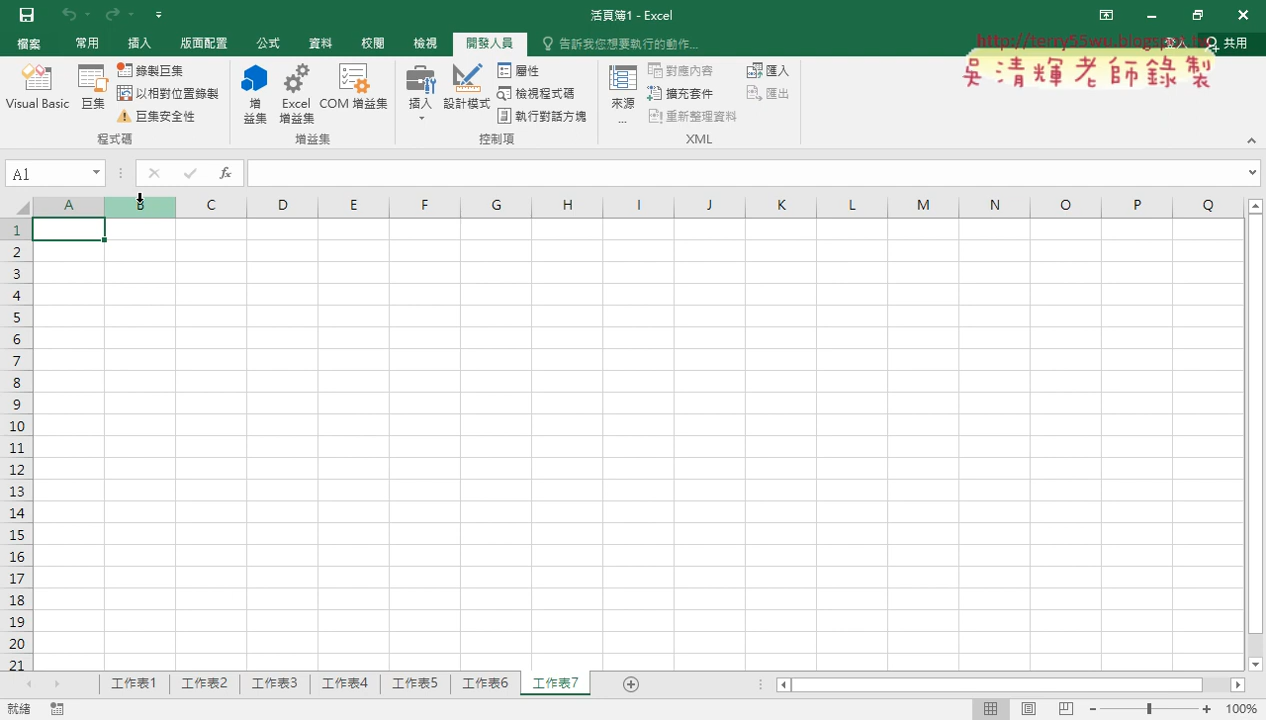 活頁簿1 - Excel
檔案 常用 插入 版面配置 公式 資料 校閱 檢視 開發人員 告訴我您想要執行的動作... 登入 共用
http://terry55wu.blogspot.tw
吳清輝老師錄製
Visual Basic 巨集 錄製巨集 以相對位置錄製 巨集安全性 程式碼
增益集 Excel 增益集 COM 增益集 增益集
插入 設計模式 屬性 檢視程式碼 執行對話方塊 控制項
來源... 對應內容 擴充套件 重新整理資料 匯入 匯出 XML
A1 fx
A B C D E F G H I J K L M N O P Q
1
2
3
4
5
6
7
8
9
10
11
12
13
14
15
16
17
18
19
20
21
工作表1 工作表2 工作表3 工作表4 工作表5 工作表6 工作表7
就緒 100%